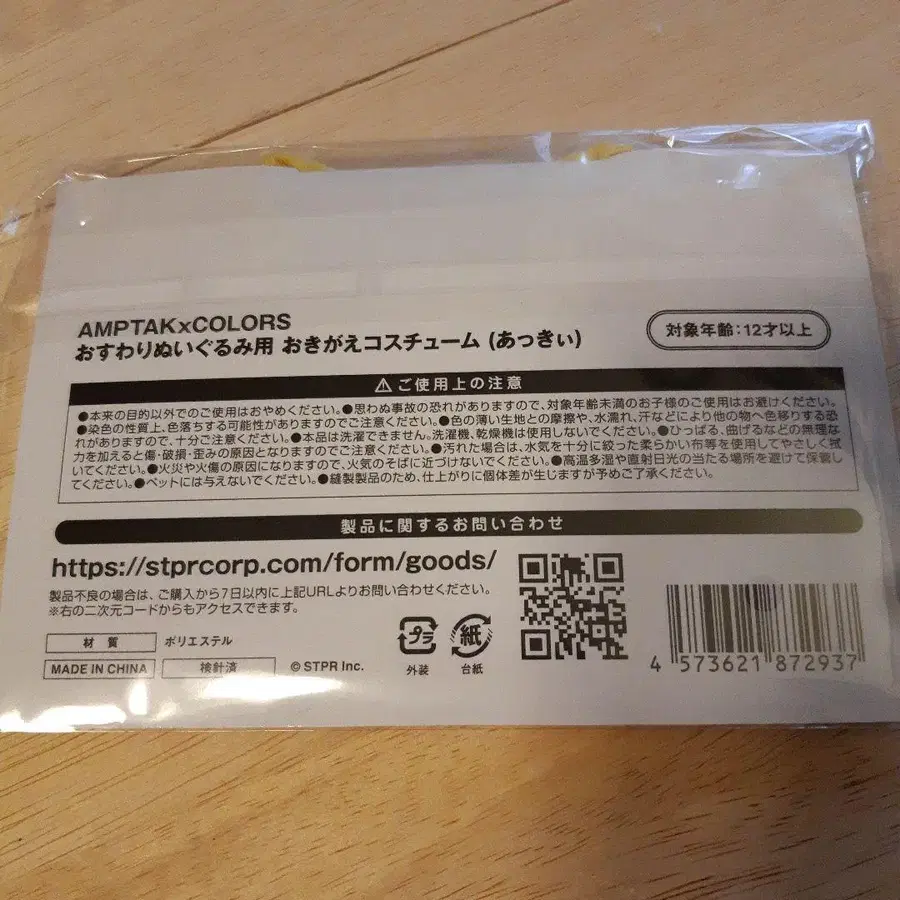 AMPTAKxCOLORS
おすわりぬいぐるみ用 おきがえコスチューム (あっきぃ)
対象年齢:12才以上
⚠ご使用上の注意
●本来の目的以外でのご使用はおやめください。●思わぬ事故の恐れがありますので、対象年齢未満のお子様のご使用はお避けください。
●染色の性質上、色落ちする可能性がありますのでご注意ください。●色の薄い生地との摩擦や、水濡れ、汗などにより他の物へ色移りする恐
れがありますので、十分ご注意ください。●本品は洗濯できません。洗濯機、乾燥機は使用しないでください。●ひっぱる、曲げるなどの無理な
力を加えると傷・破損・歪みの原因となりますのでご注意ください。●汚れた場合は、水気を十分に絞った柔らかい布等を使用してやさしく拭
いてください。●火災や火傷の原因になりますので、火気のそばに近づけないでください。●高温多湿や直射日光の当たる場所を避けて保管し
てください。●ペットには与えないでください。●縫製製品のため、仕上がりに個体差が生じますが予めご了承ください。
製品に関するお問い合わせ
https://stprcorp.com/form/goods/
製品不良の場合は、ご購入から7日以内に上記URLよりお問い合わせください。
※右の二次元コードからもアクセスできます。
材質 ポリエステル
MADE IN CHINA 検針済 © STPR Inc.
プラ 外装
紙 台紙
4 573621 872937